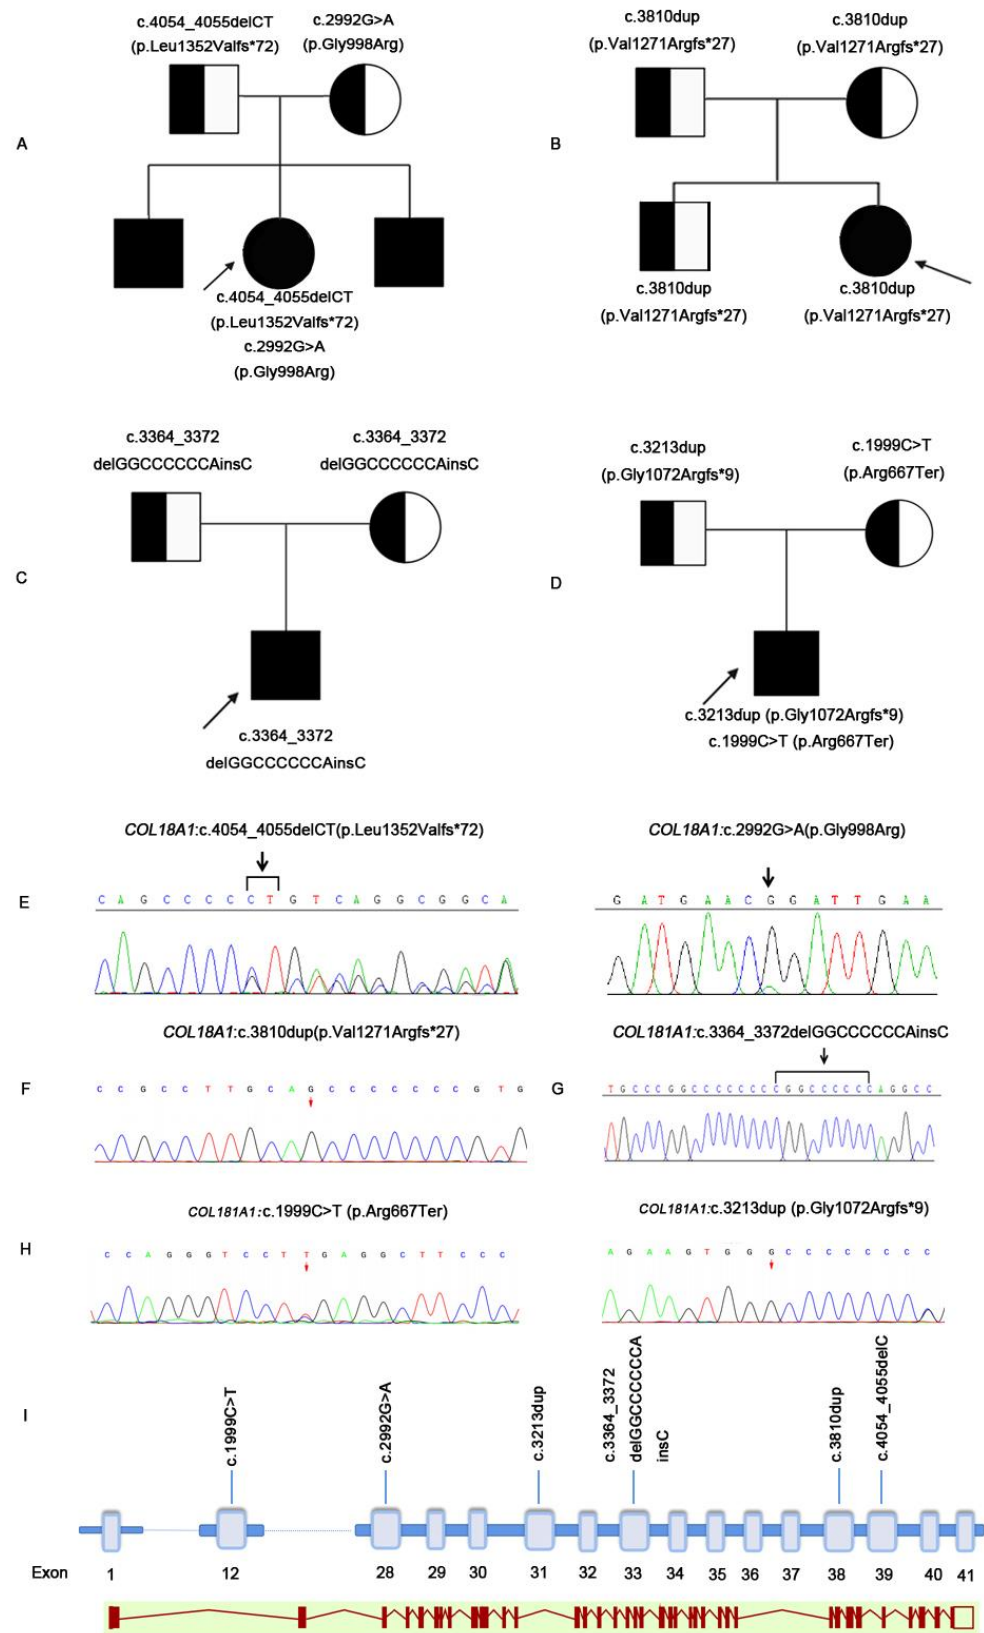 c.4054_4055delCT
(p.Leu1352Valfs*72)
c.2992G>A
(p.Gly998Arg)
A
c.4054_4055delCT
(p.Leu1352Valfs*72)
c.2992G>A
(p.Gly998Arg)
c.3810dup
(p.Val1271Argfs*27)
c.3810dup
(p.Val1271Argfs*27)
B
c.3810dup
(p.Val1271Argfs*27)
c.3810dup
(p.Val1271Argfs*27)
c.3364_3372
delGGCCCCCCAinsC
c.3364_3372
delGGCCCCCCAinsC
C
c.3364_3372
delGGCCCCCCAinsC
c.3213dup
(p.Gly1072Argfs*9)
c.1999C>T
(p.Arg667Ter)
D
c.3213dup (p.Gly1072Argfs*9)
c.1999C>T (p.Arg667Ter)
COL18A1:c.4054_4055delCT(p.Leu1352Valfs*72)
E
C A G C C C C C T G T C A G G C G G C A
COL18A1:c.2992G>A(p.Gly998Arg)
G A T G A A C G G A T T G A A
COL18A1:c.3810dup(p.Val1271Argfs*27)
F
C C G C C T T G C A G C C C C C C C G T G
COL181A1:c.3364_3372delGGCCCCCCAinsC
G
T G C C C G G C C C C C C C C G G C C C C C C A G G C C
COL181A1:c.1999C>T (p.Arg667Ter)
H
C C A G G G T C C T T G A G G C T T C C C
COL181A1:c.3213dup (p.Gly1072Argfs*9)
A G A A G T G G G C C C C C C C C
I
c.1999C>T
c.2992G>A
c.3213dup
c.3364_3372
delGGCCCCCCA
insC
c.3810dup
c.4054_4055delC
Exon 1 12 28 29 30 31 32 33 34 35 36 37 38 39 40 41